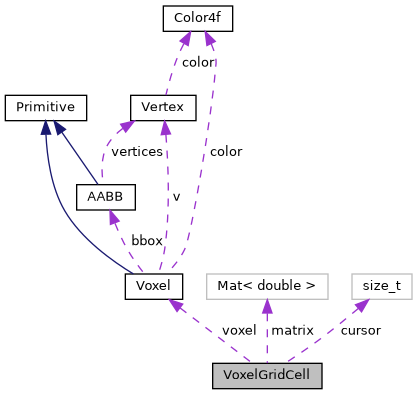 Color4f
color
Primitive
Vertex
vertices
color
AABB
v
bbox
Voxel
Mat< double >
size_t
voxel
matrix
cursor
VoxelGridCell